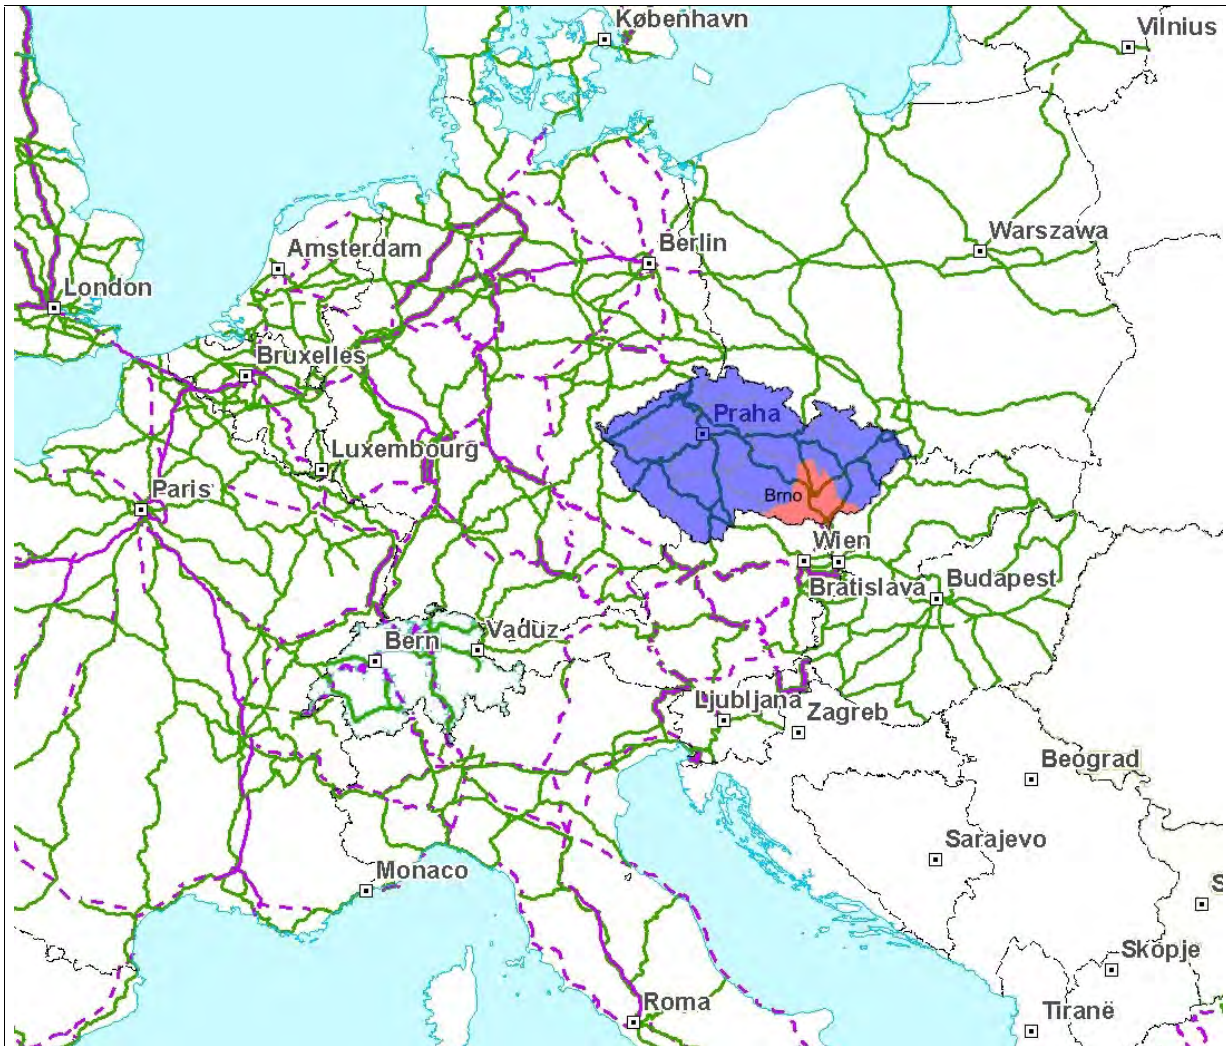 København
Vilnius
Warszawa
Berlin
Amsterdam
London
Bruxelles
Praha
Luxembourg
Paris
Brno
Wien
Bratislava
Budapest
Bern
Vaduz
Ljubljana
Zagreb
Beograd
Sarajevo
Monaco
S
Skopje
Roma
Tiranë